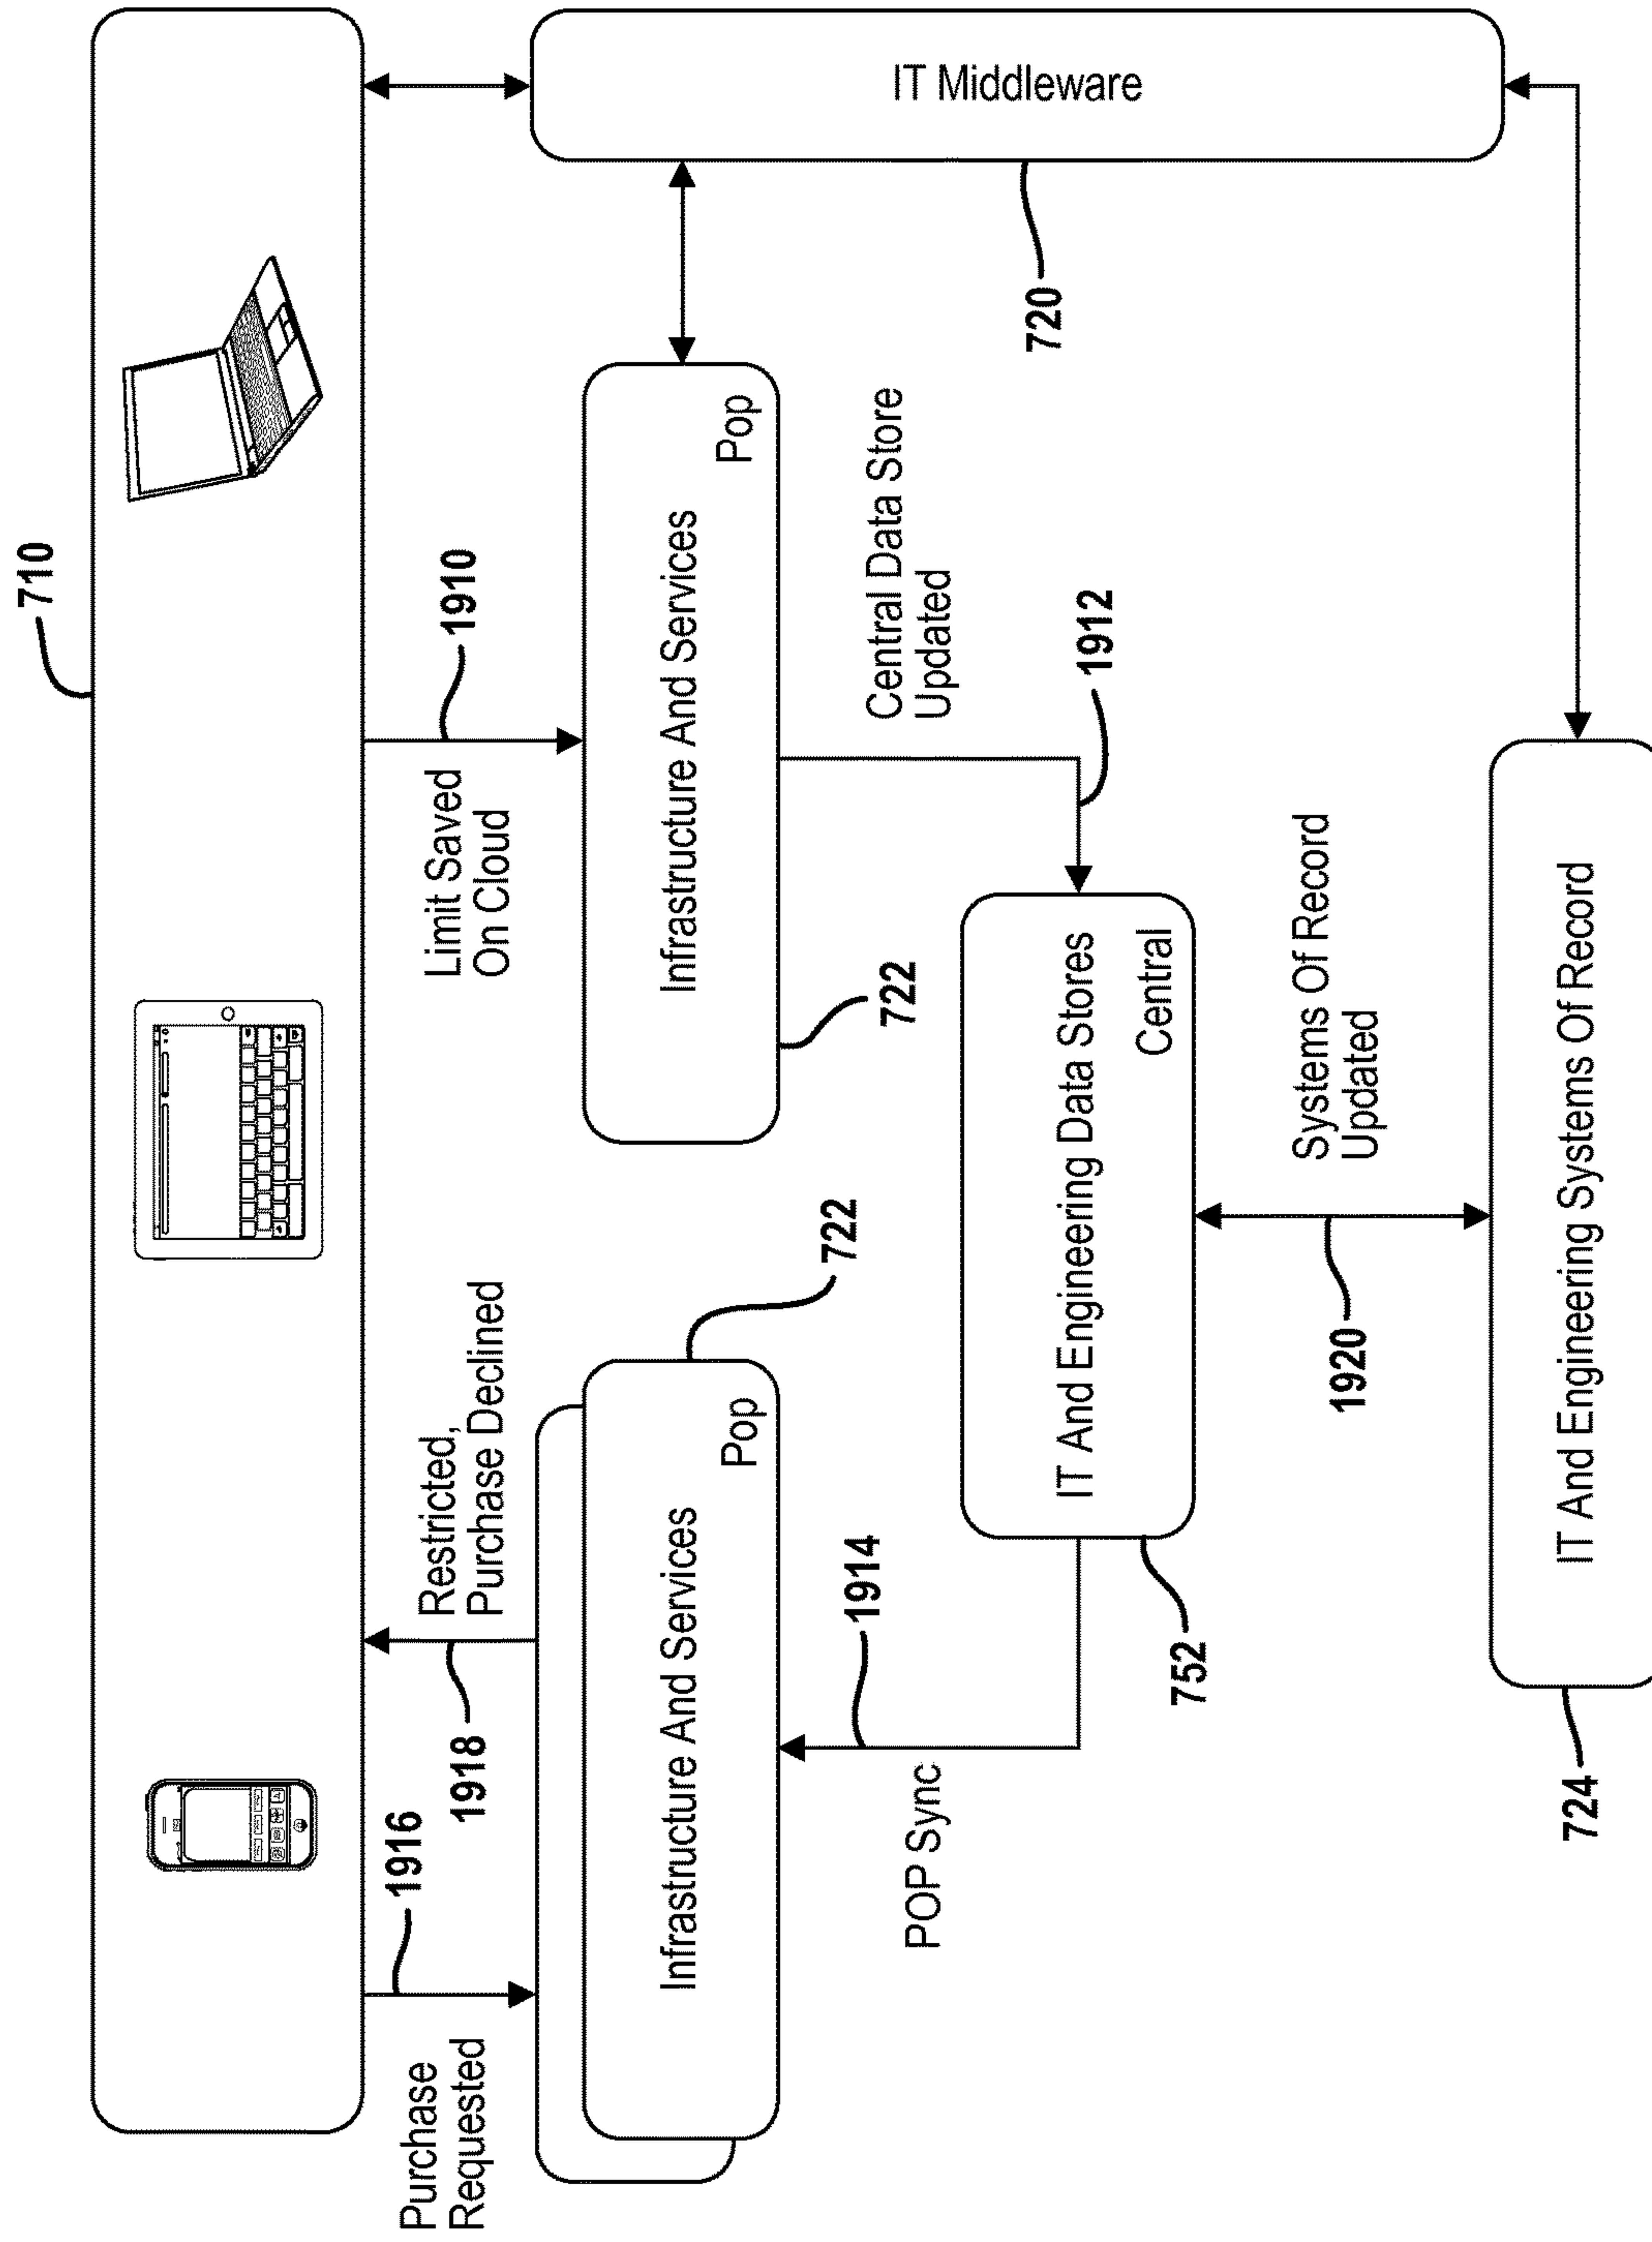 710
Purchase
Requested
1916
1918
Restricted,
Purchase Declined
Limit Saved
On Cloud
1910
Infrastructure And Services
Pop
722
Infrastructure And Services
Pop
722
IT Middleware
720
POP Sync
1914
Central Data Store
Updated
1912
IT And Engineering Data Stores
Central
752
1920
Systems Of Record
Updated
IT And Engineering Systems Of Record
724